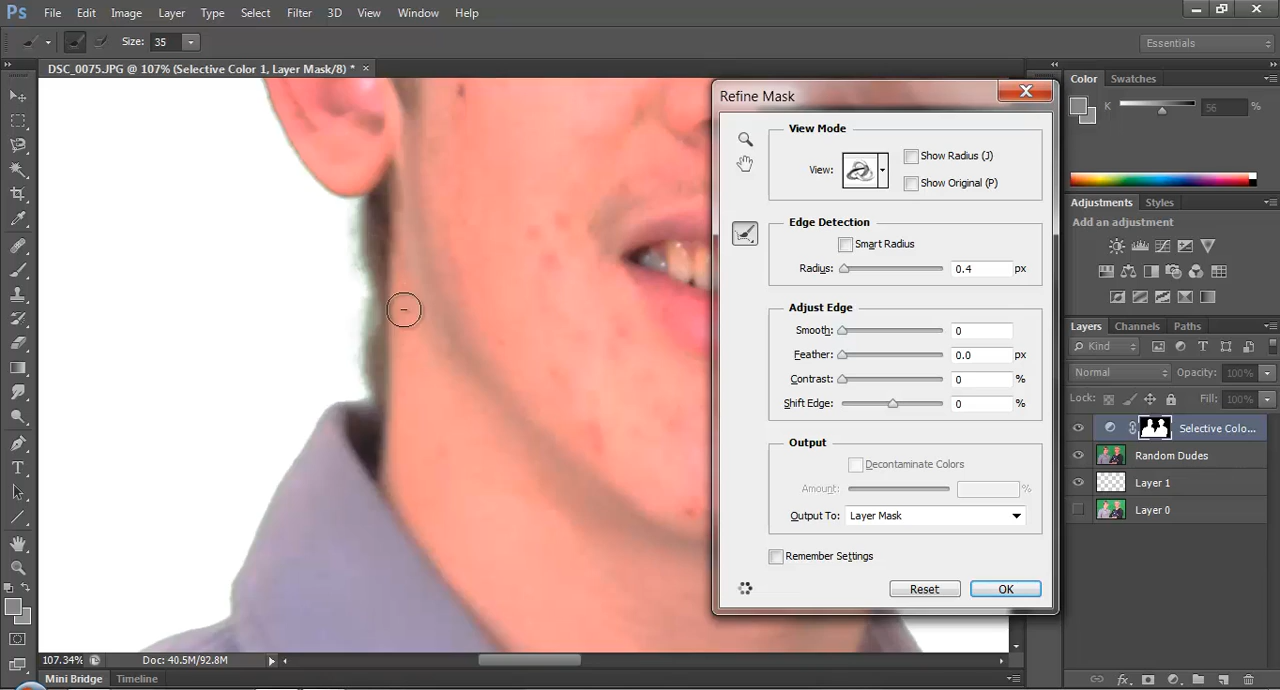 Ps File Edit Image Layer Type Select Filter 3D View Window Help
Size: 35 Essentials
DSC_0075.JPG @ 107% (Selective Color 1, Layer Mask/8) * ×
Color Swatches
K 56 %
Refine Mask
View Mode
View: Show Radius (J)
Show Original (P)
Edge Detection
Smart Radius
Radius: 0.4 px
Adjust Edge
Smooth: 0
Feather: 0.0 px
Contrast: 0 %
Shift Edge: 0 %
Output
Decontaminate Colors
Amount: %
Output To: Layer Mask
Remember Settings
Reset OK
Adjustments Styles
Add an adjustment
Layers Channels Paths
Kind
Normal Opacity: 100%
Lock: Fill: 100%
Selective Colo...
Random Dudes
Layer 1
Layer 0
107.34% Doc: 40.5M/92.8M
Mini Bridge Timeline